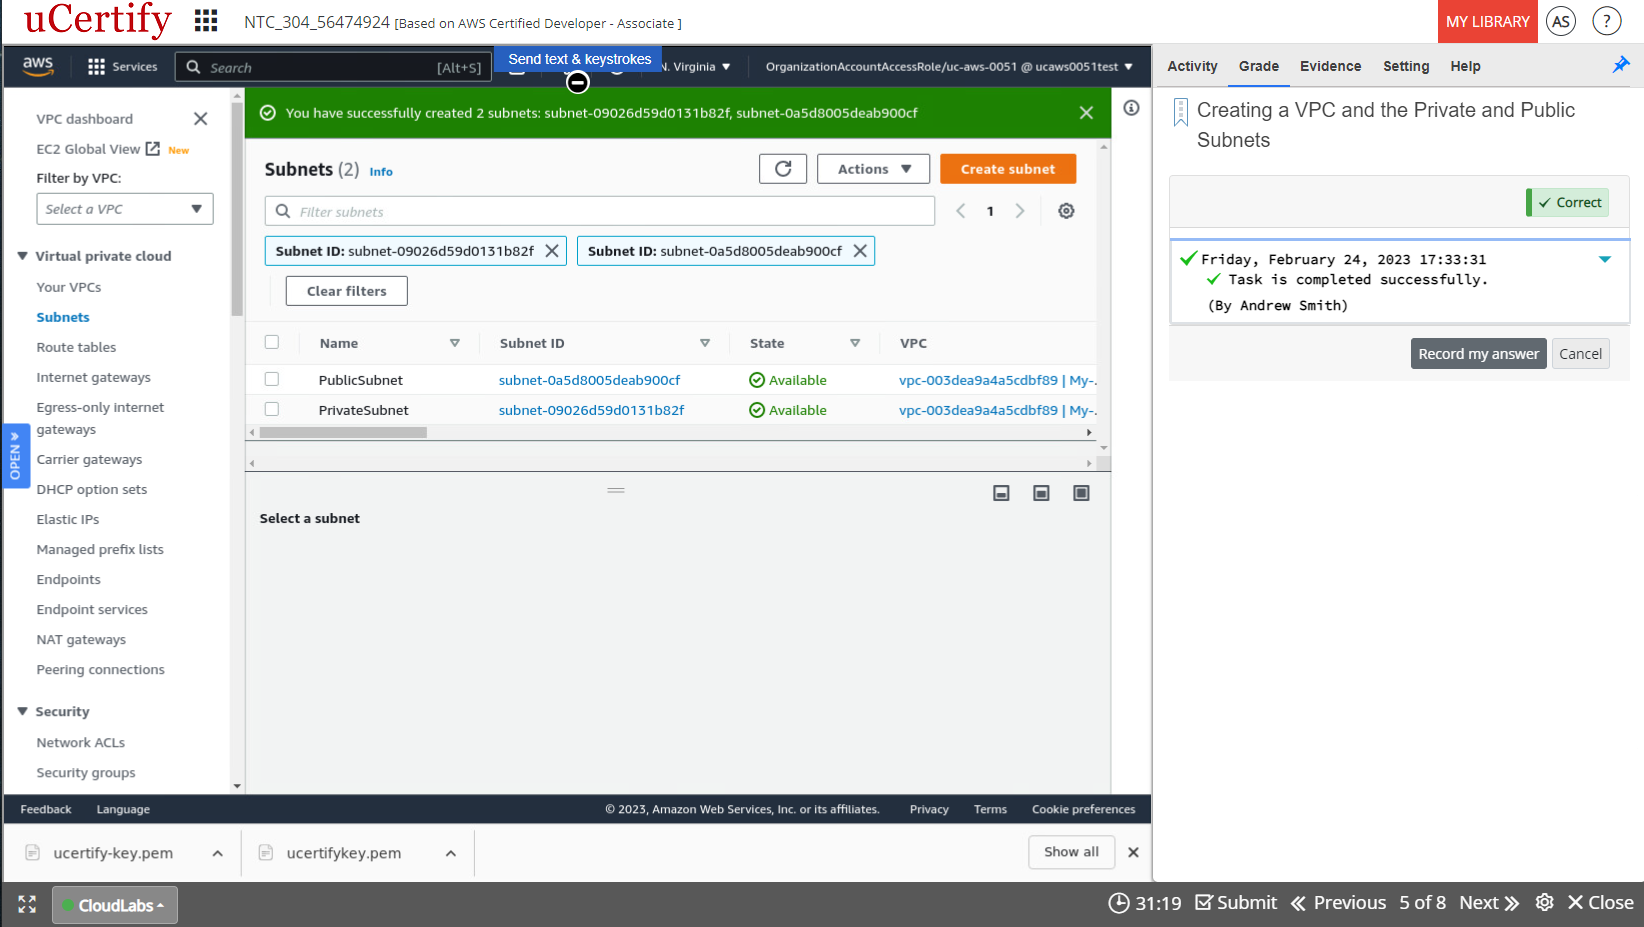 uCertify
NTC_304_56474924 [Based on AWS Certified Developer - Associate ]
MY LIBRARY
AS
?
aws
Services
Search
[Alt+S]
Send text & keystrokes
N. Virginia
OrganizationAccountAccessRole/uc-aws-0051 @ ucaws0051test
Activity
Grade
Evidence
Setting
Help
VPC dashboard
EC2 Global View
New
Filter by VPC:
Select a VPC
Virtual private cloud
Your VPCs
Subnets
Route tables
Internet gateways
Egress-only internet
gateways
Carrier gateways
DHCP option sets
Elastic IPs
Managed prefix lists
Endpoints
Endpoint services
NAT gateways
Peering connections
Security
Network ACLs
Security groups
OPEN
You have successfully created 2 subnets: subnet-09026d59d0131b82f, subnet-0a5d8005deab900cf
Subnets (2) Info
Actions
Create subnet
Filter subnets
1
Subnet ID: subnet-09026d59d0131b82f
Subnet ID: subnet-0a5d8005deab900cf
Clear filters
Name
Subnet ID
State
VPC
PublicSubnet
subnet-0a5d8005deab900cf
Available
vpc-003dea9a4a5cdbf89 | My-.
PrivateSubnet
subnet-09026d59d0131b82f
Available
vpc-003dea9a4a5cdbf89 | My-.
Select a subnet
Creating a VPC and the Private and Public
Subnets
Correct
Friday, February 24, 2023 17:33:31
Task is completed successfully.
(By Andrew Smith)
Record my answer
Cancel
Feedback
Language
© 2023, Amazon Web Services, Inc. or its affiliates.
Privacy
Terms
Cookie preferences
ucertify-key.pem
ucertifykey.pem
Show all
CloudLabs
31:19
Submit
Previous
5 of 8
Next
Close